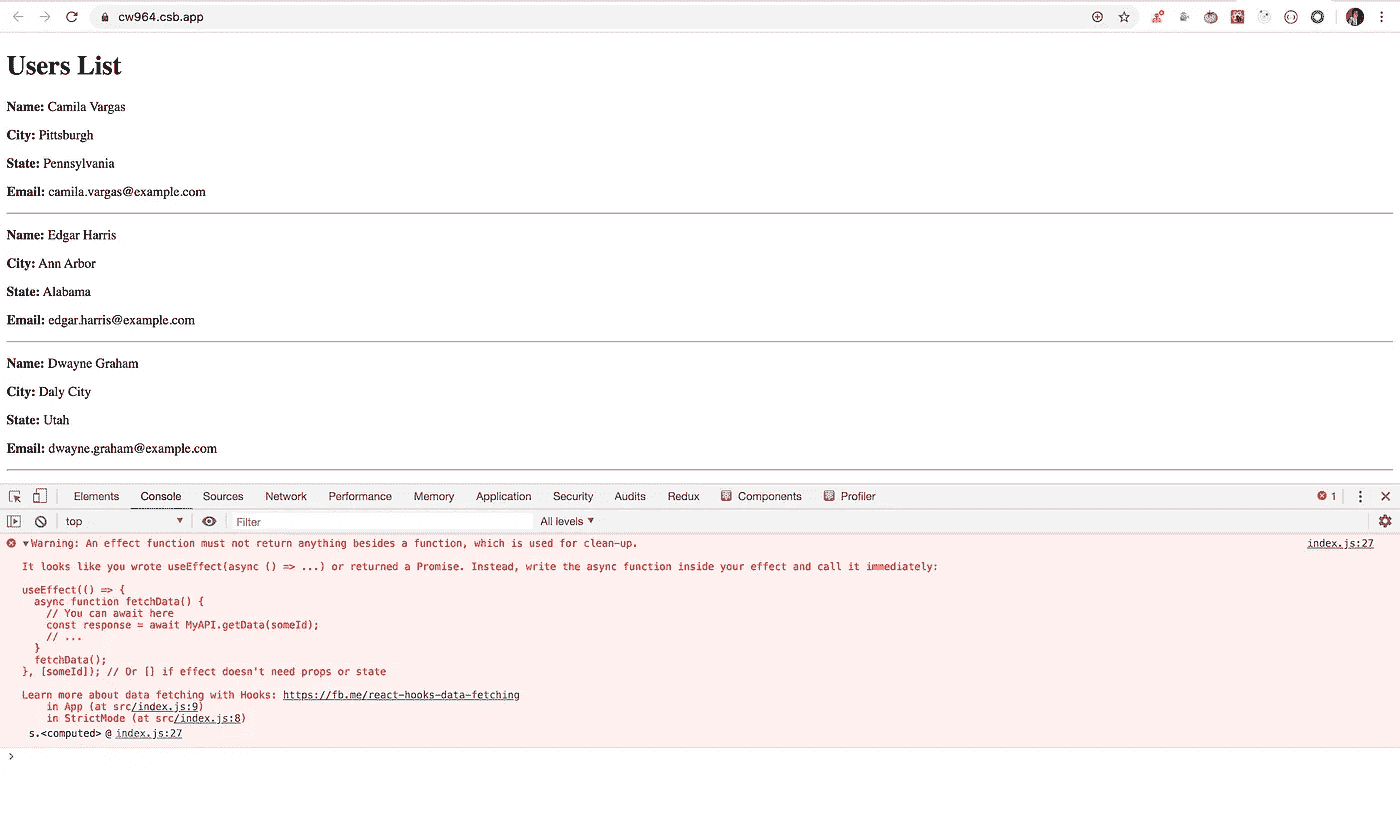 cw964.csb.app
Users List
Name: Camila Vargas
City: Pittsburgh
State: Pennsylvania
Email: camila.vargas@example.com
Name: Edgar Harris
City: Ann Arbor
State: Alabama
Email: edgar.harris@example.com
Name: Dwayne Graham
City: Daly City
State: Utah
Email: dwayne.graham@example.com
Elements Console Sources Network Performance Memory Application Security Audits Redux Components Profiler 1
top Filter All levels
Warning: An effect function must not return anything besides a function, which is used for clean-up. index.js:27
It looks like you wrote useEffect(async () => ...) or returned a Promise. Instead, write the async function inside your effect and call it immediately:
useEffect(() => {
  async function fetchData() {
    // You can await here
    const response = await MyAPI.getData(someId);
    // ...
  }
  fetchData();
}, [someId]); // Or [] if effect doesn't need props or state
Learn more about data fetching with Hooks: https://fb.me/react-hooks-data-fetching
    in App (at src/index.js:9)
    in StrictMode (at src/index.js:8)
s.<computed> @ index.js:27